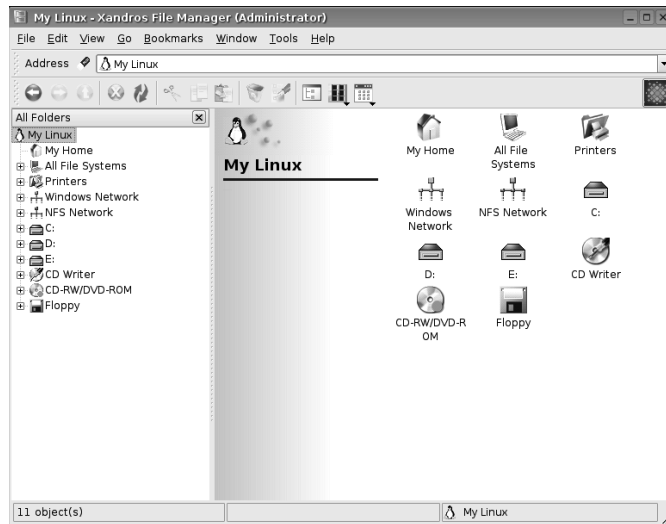 My Linux - Xandros File Manager (Administrator)
File Edit View Go Bookmarks Window Tools Help
Address My Linux
All Folders
My Linux
My Home
All File Systems
Printers
Windows Network
NFS Network
C:
D:
E:
CD Writer
CD-RW/DVD-ROM
Floppy
My Linux
My Home
All File
Systems
Printers
Windows
Network
NFS Network
C:
D:
E:
CD Writer
CD-RW/DVD-R
OM
Floppy
11 object(s)
My Linux